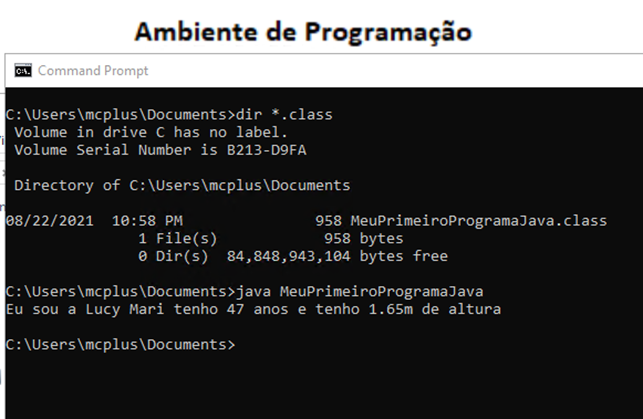 Ambiente de Programação
Command Prompt
C:\Users\mcplus\Documents>dir *.class
Volume in drive C has no label.
Volume Serial Number is B213-D9FA
Directory of C:\Users\mcplus\Documents
08/22/2021  10:58 PM               958 MeuPrimeiroProgramaJava.class
1 File(s)            958 bytes
0 Dir(s)  84,848,943,104 bytes free
C:\Users\mcplus\Documents>java MeuPrimeiroProgramaJava
Eu sou a Lucy Mari tenho 47 anos e tenho 1.65m de altura
C:\Users\mcplus\Documents>